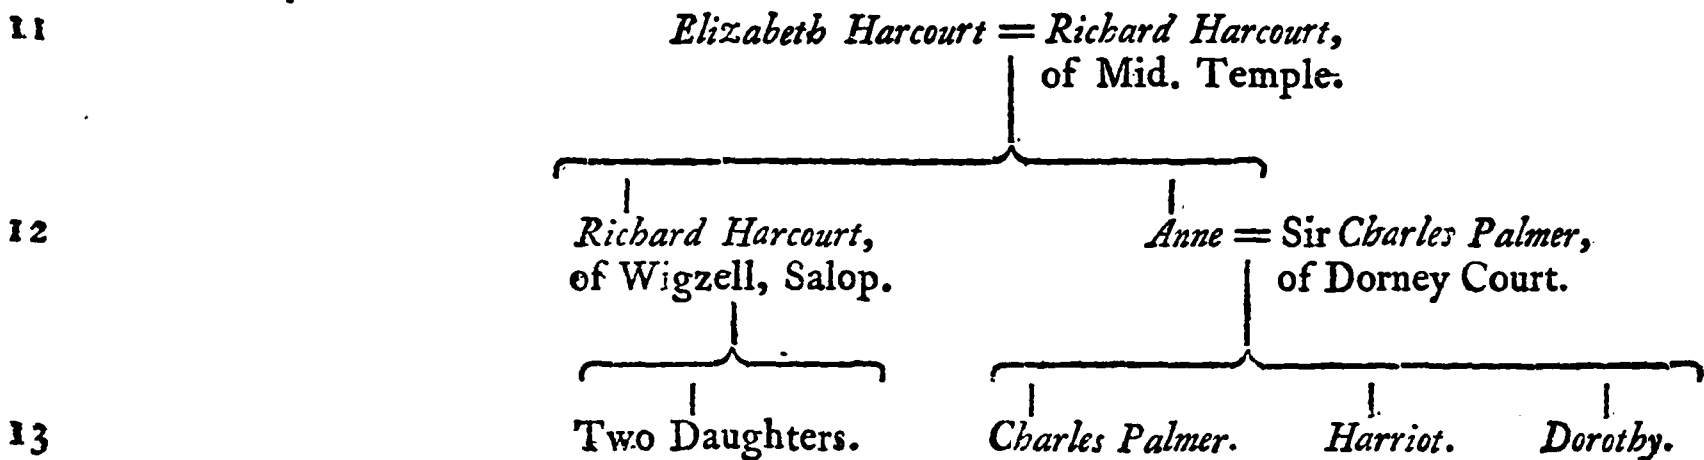 11 Elizabeth Harcourt = Richard Harcourt,
of Mid. Temple.
12 Richard Harcourt, Anne = Sir Charles Palmer,
of Wigzell, Salop. of Dorney Court.
13 Two Daughters. Charles Palmer. Harriot. Dorothy.